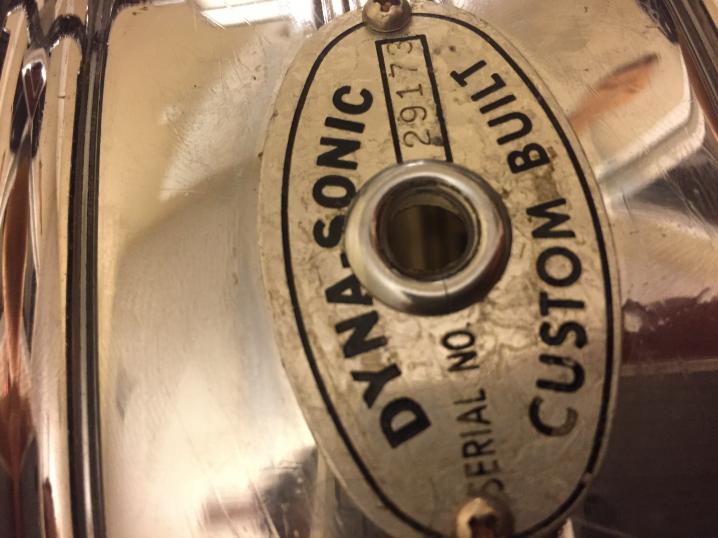 DYNA-SONIC
SERIAL NO. 29173
CUSTOM BUILT